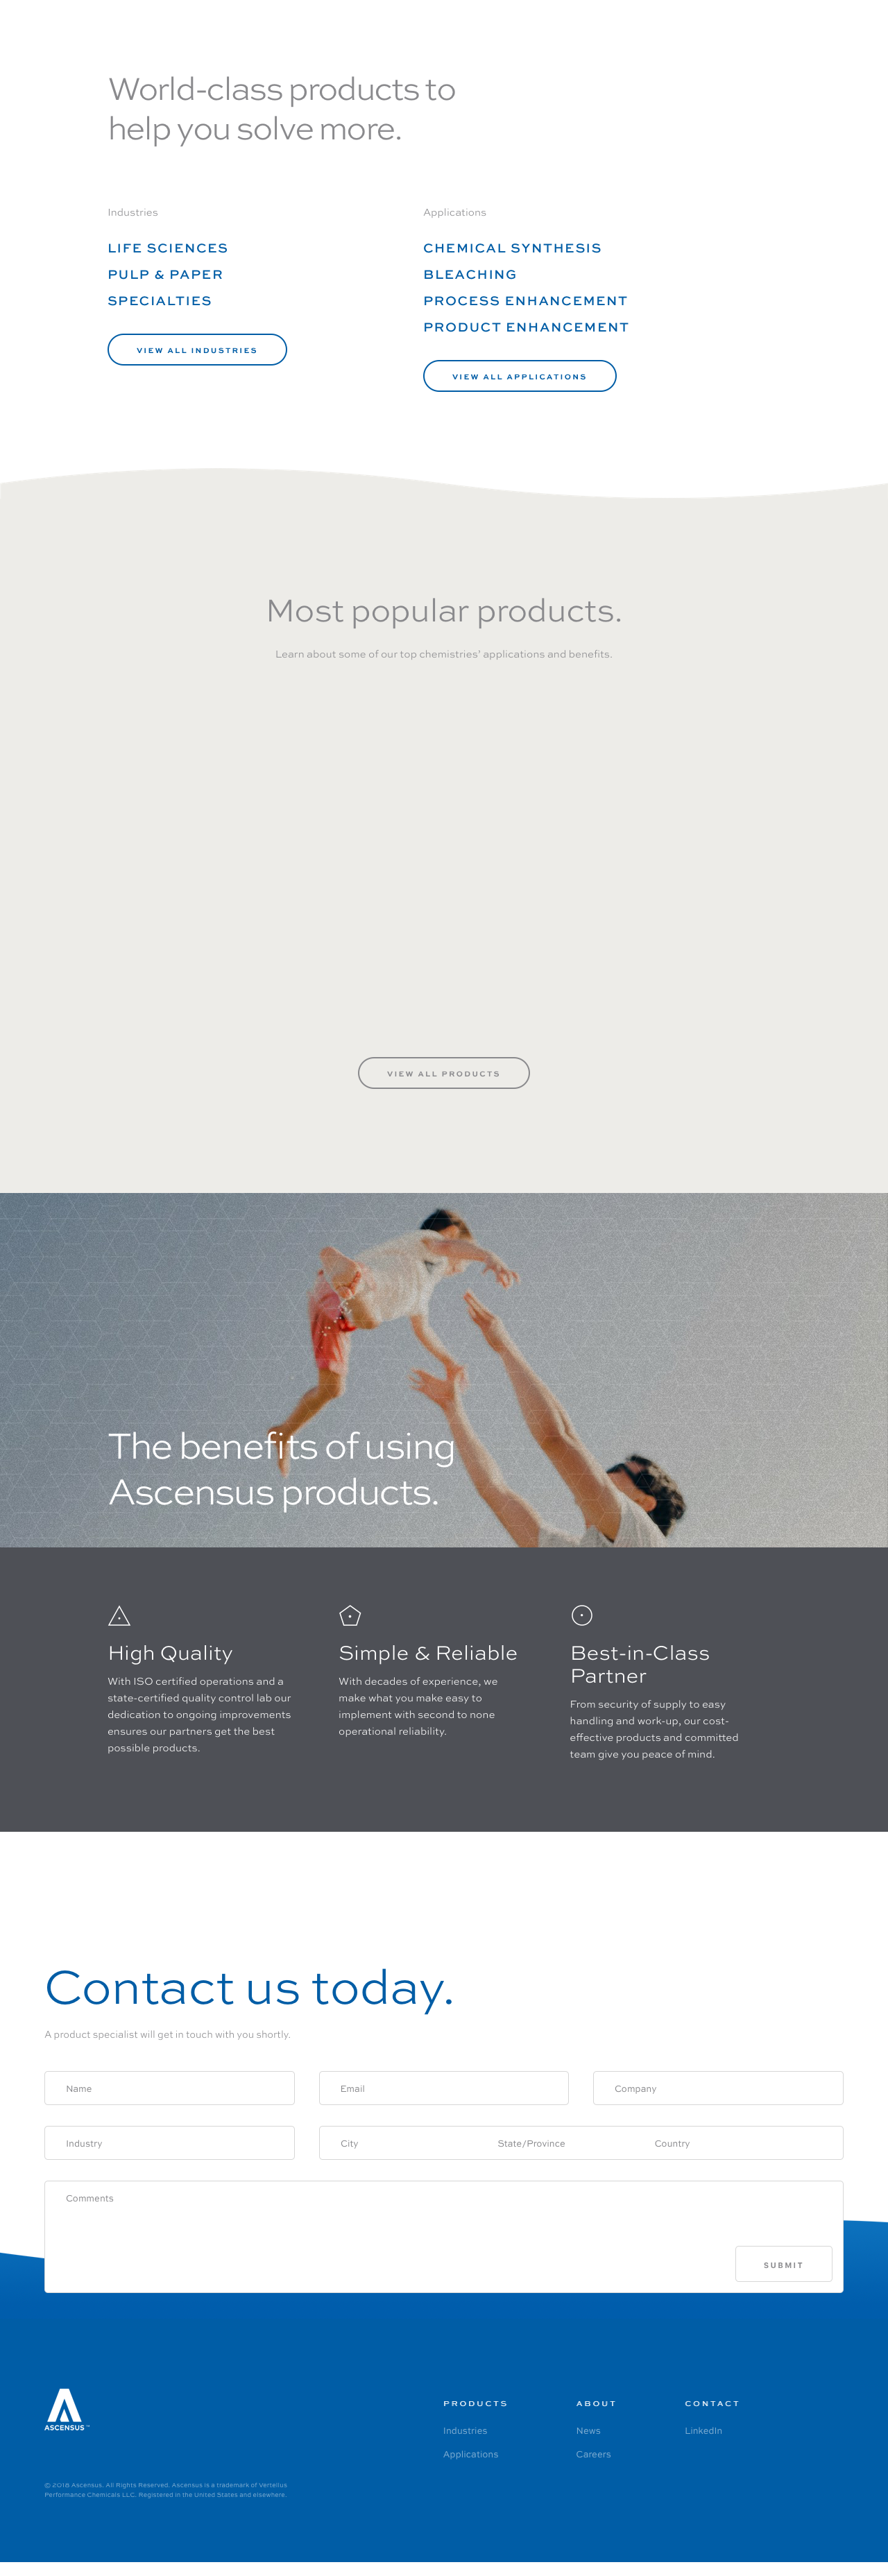 World-class products to
help you solve more.
Industries
LIFE SCIENCES
PULP & PAPER
SPECIALTIES
VIEW ALL INDUSTRIES
Applications
CHEMICAL SYNTHESIS
BLEACHING
PROCESS ENHANCEMENT
PRODUCT ENHANCEMENT
VIEW ALL APPLICATIONS
Most popular products.
Learn about some of our top chemistries' applications and benefits.
VIEW ALL PRODUCTS
The benefits of using
Ascensus products.
High Quality
With ISO certified operations and a
state-certified quality control lab our
dedication to ongoing improvements
ensures our partners get the best
possible products.
Simple & Reliable
With decades of experience, we
make what you make easy to
implement with second to none
operational reliability.
Best-in-Class
Partner
From security of supply to easy
handling and work-up, our cost-
effective products and committed
team give you peace of mind.
Contact us today.
A product specialist will get in touch with you shortly.
Name
Email
Company
Industry
City
State/Province
Country
Comments
SUBMIT
ASCENSUS™
PRODUCTS
Industries
Applications
ABOUT
News
Careers
CONTACT
LinkedIn
© 2018 Ascensus. All Rights Reserved. Ascensus is a trademark of Vertellus
Performance Chemicals LLC. Registered in the United States and elsewhere.